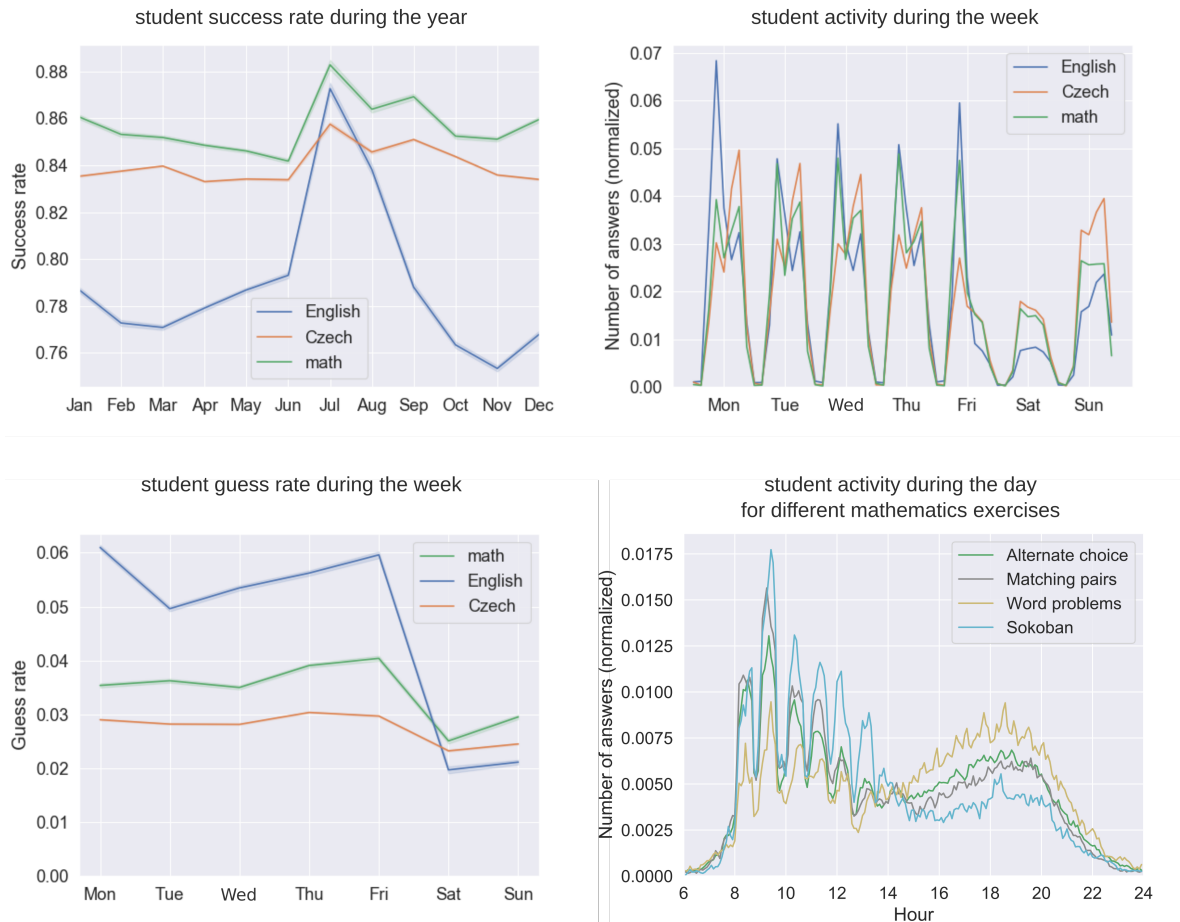 student success rate during the year
0.88
0.86
0.84
0.82
0.80
0.78
0.76
Success rate
English
Czech
math
Jan Feb Mar Apr May Jun Jul Aug Sep Oct Nov Dec
student activity during the week
0.07
0.06
0.05
0.04
0.03
0.02
0.01
0.00
Number of answers (normalized)
English
Czech
math
Mon Tue Wed Thu Fri Sat Sun
student guess rate during the week
0.06
0.05
0.04
0.03
0.02
0.01
0.00
Guess rate
math
English
Czech
Mon Tue Wed Thu Fri Sat Sun
student activity during the day
for different mathematics exercises
0.0175
0.0150
0.0125
0.0100
0.0075
0.0050
0.0025
0.0000
Number of answers (normalized)
Alternate choice
Matching pairs
Word problems
Sokoban
6 8 10 12 14 16 18 20 22 24
Hour